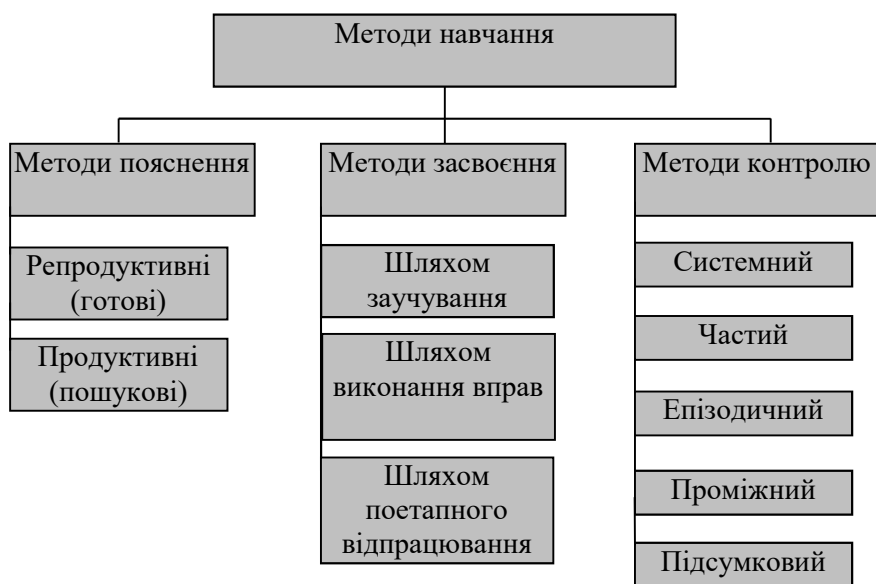 Методи навчання
Методи пояснення
Репродуктивні
(готові)
Продуктивні
(пошукові)
Методи засвоєння
Шляхом
заучування
Шляхом
виконання вправ
Шляхом
поетапного
відпрацювання
Методи контролю
Системний
Частий
Епізодичний
Проміжний
Підсумковий